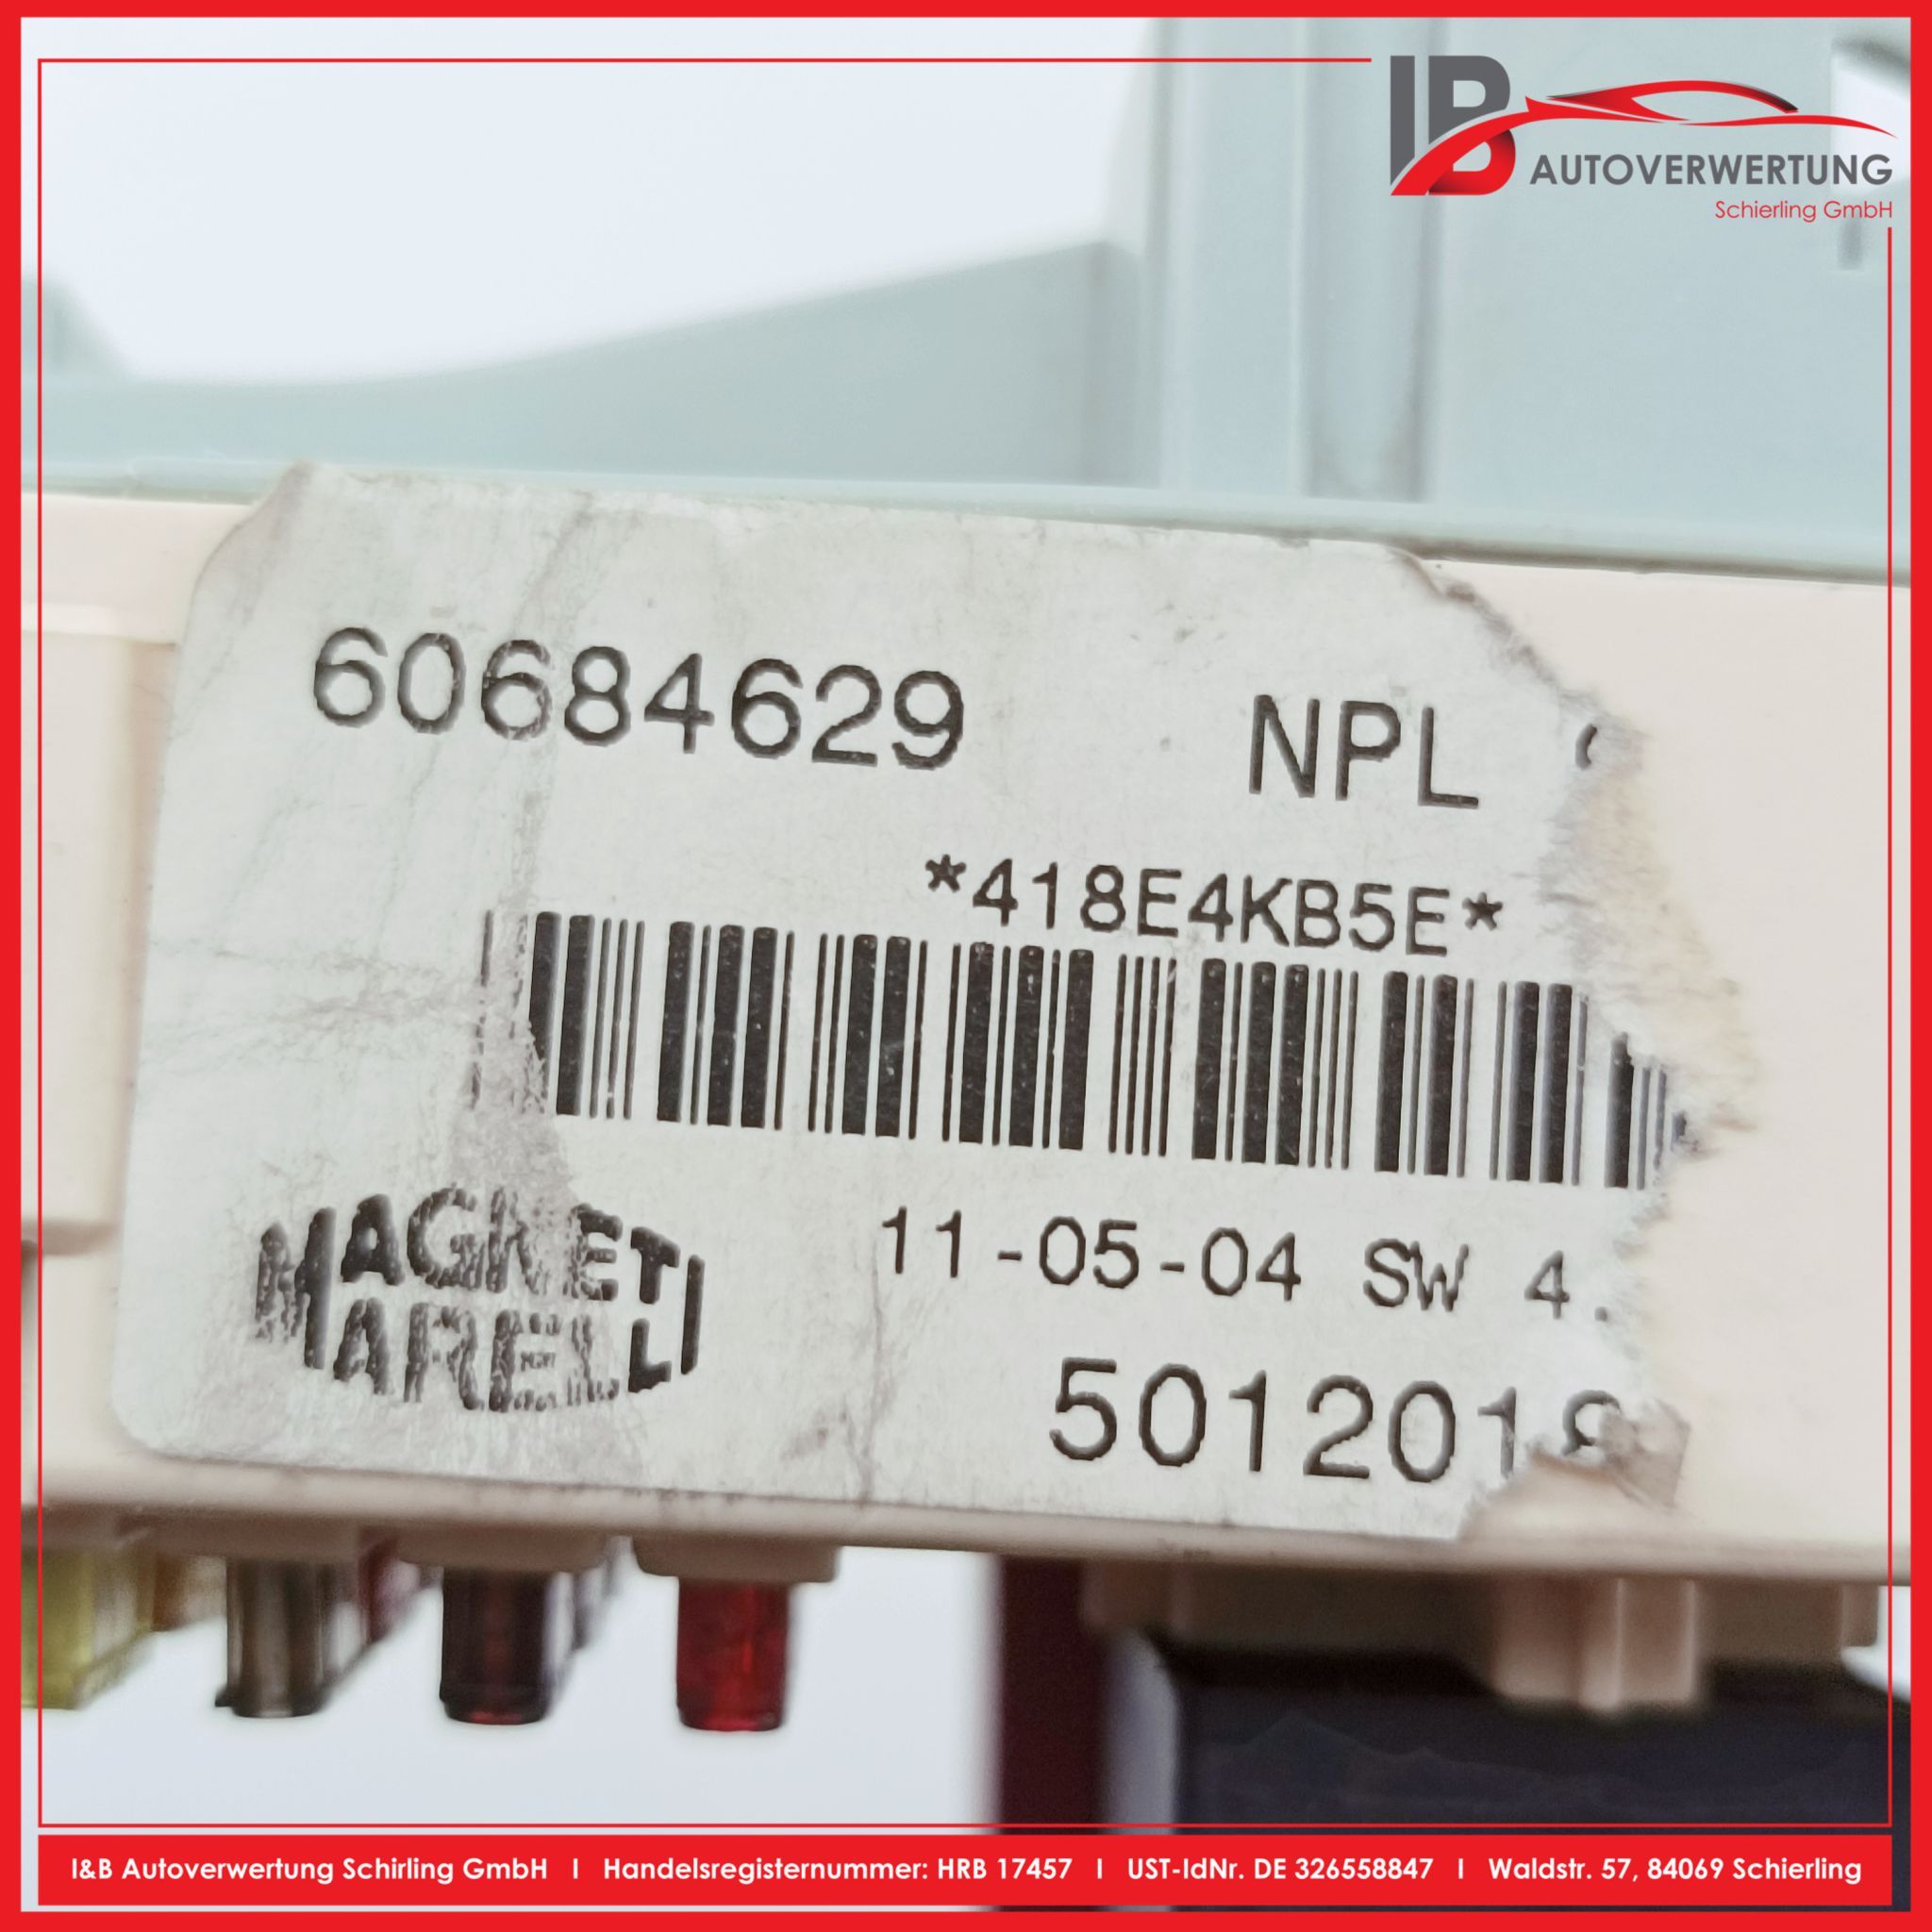 IB AUTOVERWERTUNG
Schierling GmbH
60684629 NPL
*418E4KB5E*
MAGNETI
MARELLI
11-05-04 SW 4.
501201
I&B Autoverwertung Schirling GmbH I Handelsregisternummer: HRB 17457 I UST-IdNr. DE 326558847 I Waldstr. 57, 84069 Schierling